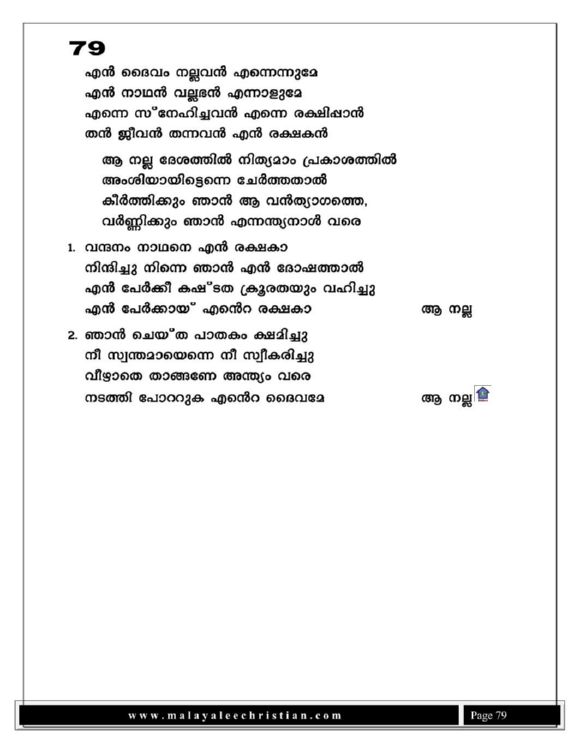 79
എൻ ദൈവം നല്ലവൻ എന്നെന്നുമേ
എൻ നാഥൻ വല്ലഭൻ എന്നാളുമേ
എന്നെ സ്നേഹിച്ചവൻ എന്നെ രക്ഷിപ്പാൻ
തൻ ജീവൻ തന്നവൻ എൻ രക്ഷകൻ
ആ നല്ല ദേശത്തിൽ നിത്യമാം പ്രകാശത്തിൽ
അംശിയായിട്ടെന്നെ ചേർത്തതാൽ
കീർത്തിക്കും ഞാൻ ആ വൻത്യാഗത്തെ,
വർണ്ണിക്കും ഞാൻ എന്നന്ത്യനാൾ വരെ
1. വന്ദനം നാഥനെ എൻ രക്ഷകാ
നിന്ദിച്ചു നിന്നെ ഞാൻ എൻ ദോഷത്താൽ
എൻ പേർക്കീ കഷ്ടത ക്രൂരതയും വഹിച്ചു
എൻ പേർക്കായ് എൻെറ രക്ഷകാ ആ നല്ല
2. ഞാൻ ചെയ്ത പാതകം ക്ഷമിച്ചു
നീ സ്വന്തമായെന്നെ നീ സ്വീകരിച്ചു
വീഴാതെ താങ്ങണേ അന്ത്യം വരെ
നടത്തി പോററുക എൻെറ ദൈവമേ ആ നല്ല
www.malayaleechristian.com Page 79